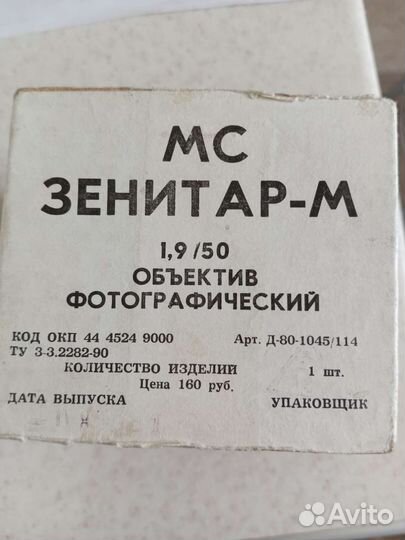 МС
ЗЕНИТАР-М
1,9/50
ОБЪЕКТИВ
ФОТОГРАФИЧЕСКИЙ
КОД ОКП 44 4524 9000 Арт. Д-80-1045/114
ТУ 3-3.2282-90
КОЛИЧЕСТВО ИЗДЕЛИЙ 1 шт.
Цена 160 руб.
ДАТА ВЫПУСКА УПАКОВЩИК
Avito